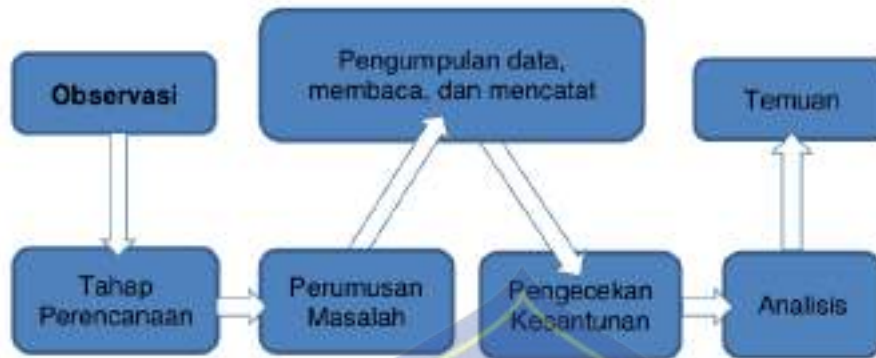 Observasi
Pengumpulan data,
membaca, dan mencatat
Temuan
Tahap
Perencanaan
Perumusan
Masalah
Pengecekan
Kesantunan
Analisis